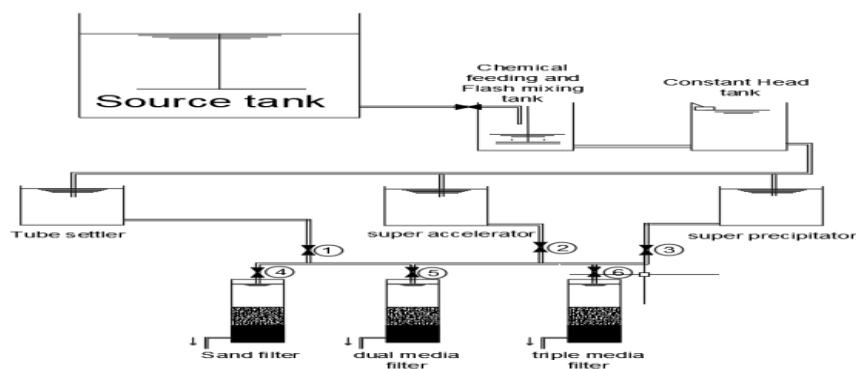 Source tank
Chemical
feeding and
Flash mixing
tank
Constant Head
tank
Tube settler
super accelerator
super precipitator
1
2
3
4
5
6
Sand filter
dual media
filter
triple media
filter